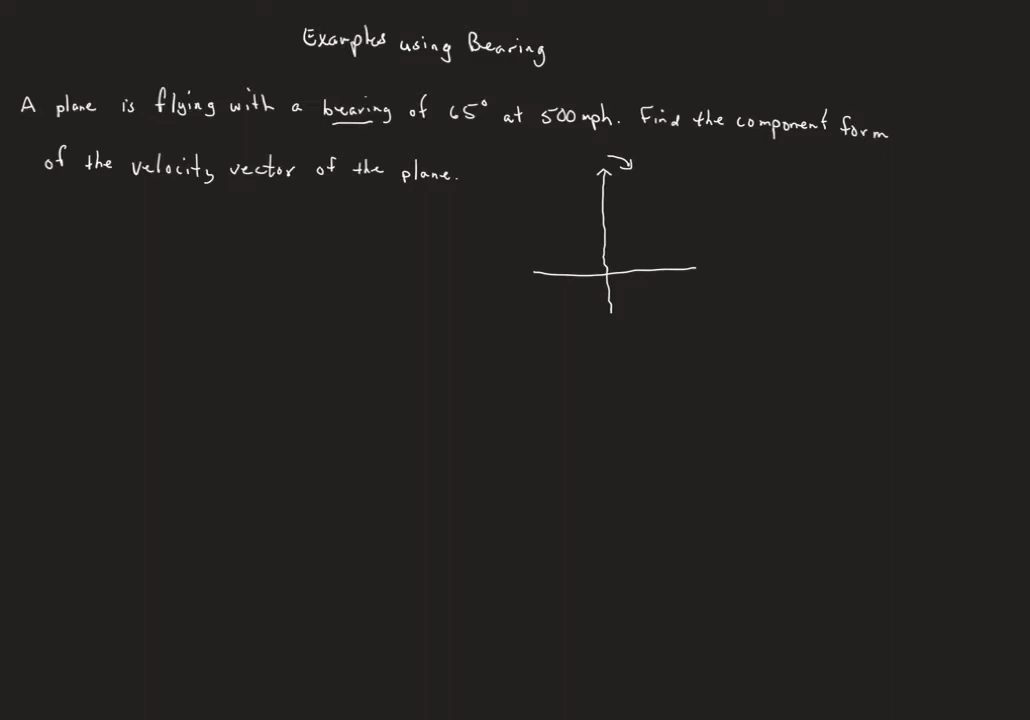 Examples using Bearing
A plane is flying with a bearing of 65° at 500 mph. Find the component form
of the velocity vector of the plane.